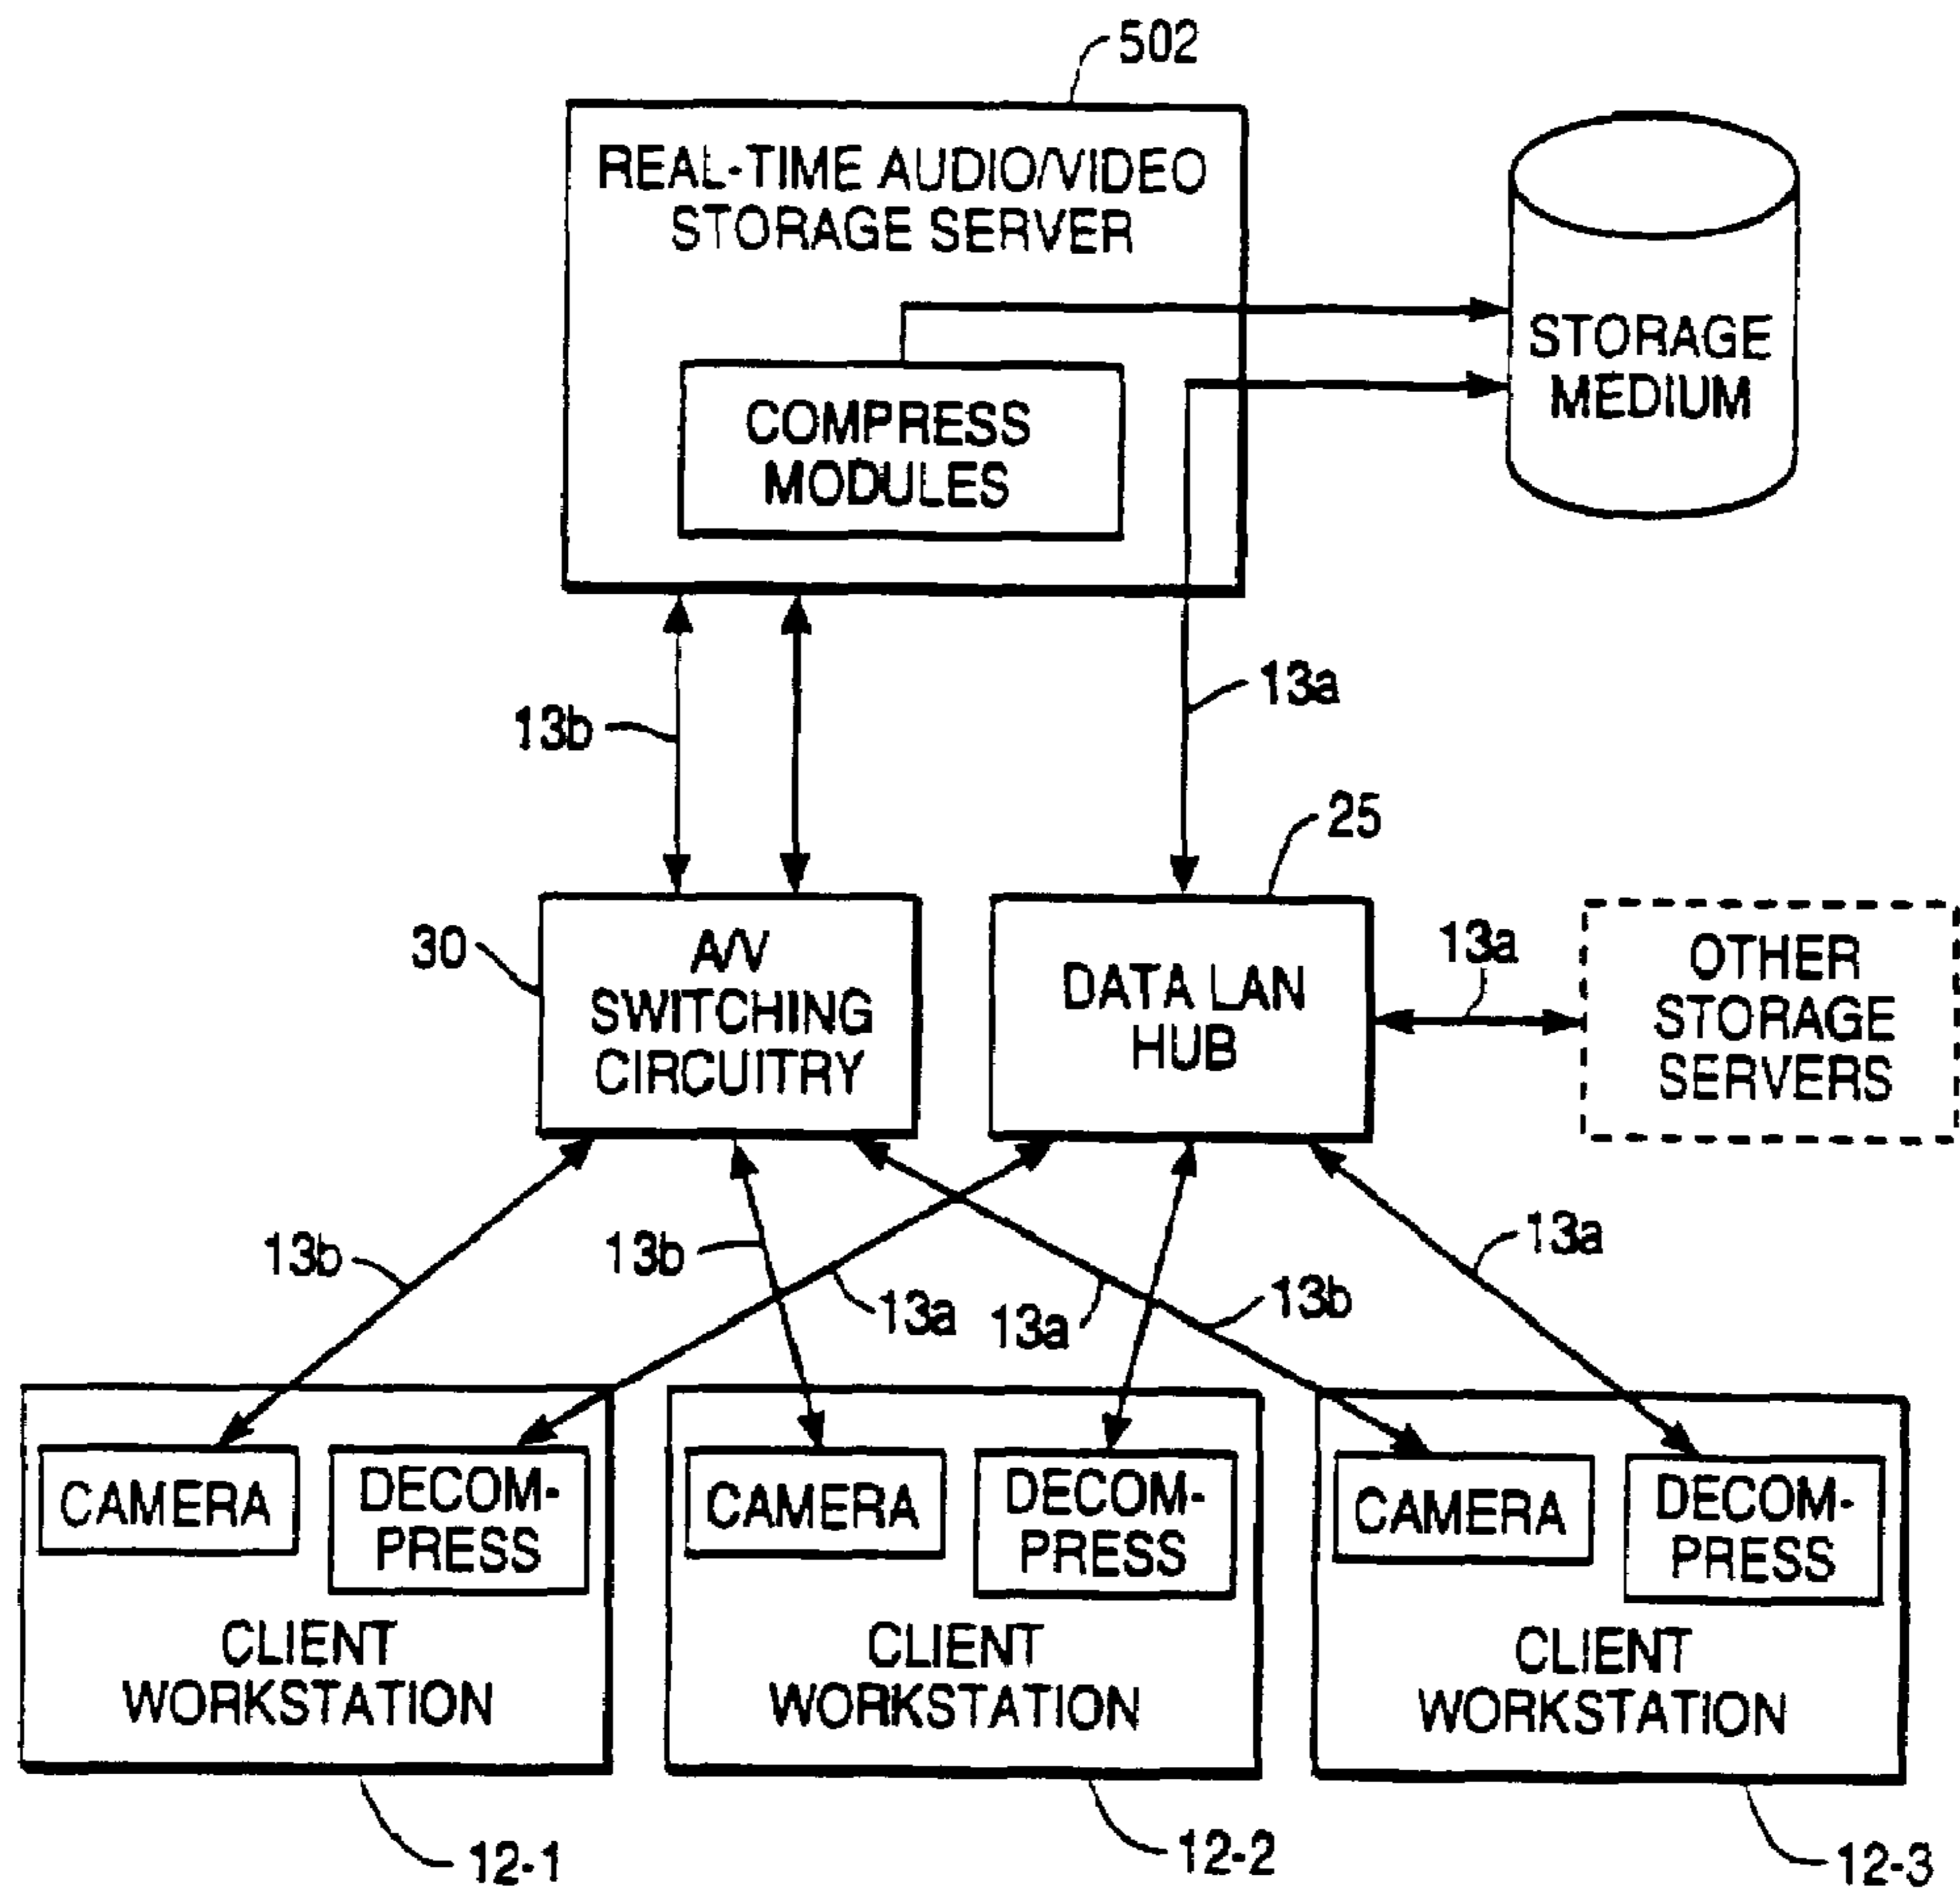 502
REAL-TIME AUDIO/VIDEO
STORAGE SERVER
STORAGE
MEDIUM
COMPRESS
MODULES
13b
13a
25
30
A/V
SWITCHING
CIRCUITRY
DATA LAN
HUB
13a
OTHER
STORAGE
SERVERS
13b
13b
13a
13a
13b
13a
CAMERA
DECOM-
PRESS
CLIENT
WORKSTATION
CAMERA
DECOM-
PRESS
CLIENT
WORKSTATION
CAMERA
DECOM-
PRESS
CLIENT
WORKSTATION
12-1
12-2
12-3